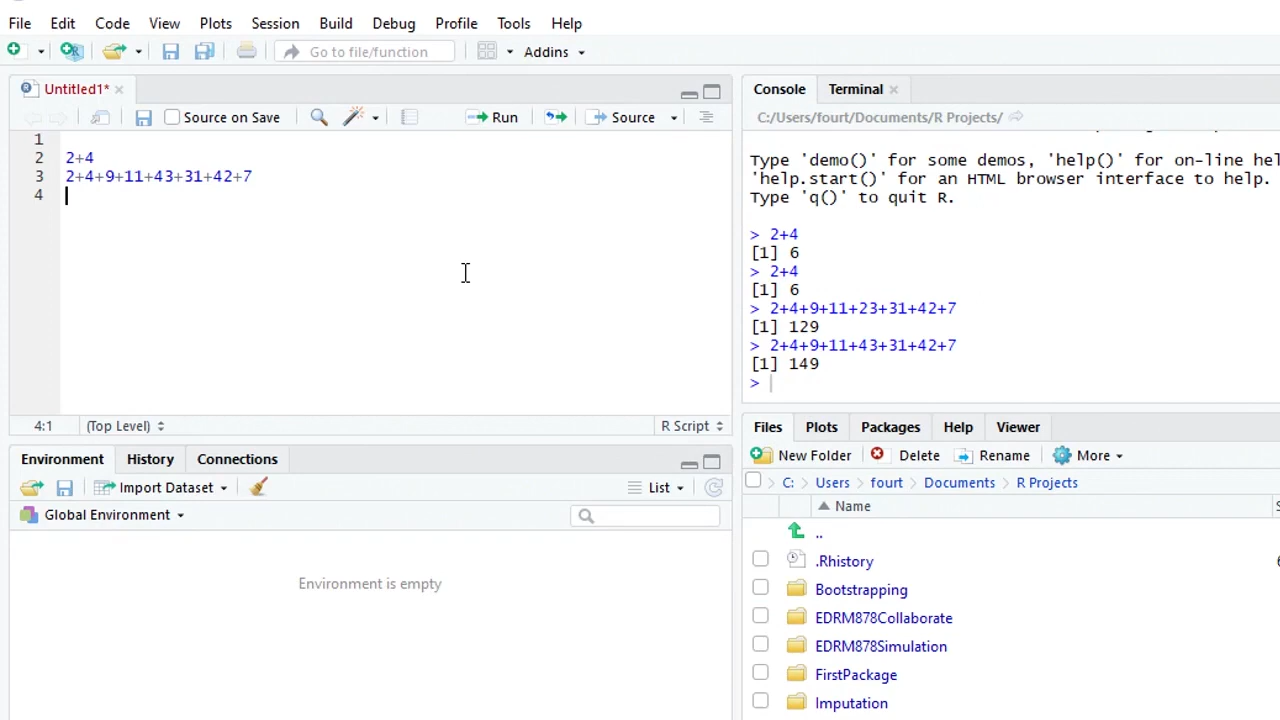 File Edit Code View Plots Session Build Debug Profile Tools Help
Go to file/function Addins
Untitled1*
Source on Save Run Source
1
2 2+4
3 2+4+9+11+43+31+42+7
4
4:1 (Top Level) R Script
Environment History Connections
Import Dataset List
Global Environment
Environment is empty
Console Terminal
C:/Users/fourt/Documents/R Projects/
Type 'demo()' for some demos, 'help()' for on-line hel
'help.start()' for an HTML browser interface to help.
Type 'q()' to quit R.
> 2+4
[1] 6
> 2+4
[1] 6
> 2+4+9+11+23+31+42+7
[1] 129
> 2+4+9+11+43+31+42+7
[1] 149
>
Files Plots Packages Help Viewer
New Folder Delete Rename More
C: Users fourt Documents R Projects
Name
..
.Rhistory
Bootstrapping
EDRM878Collaborate
EDRM878Simulation
FirstPackage
Imputation